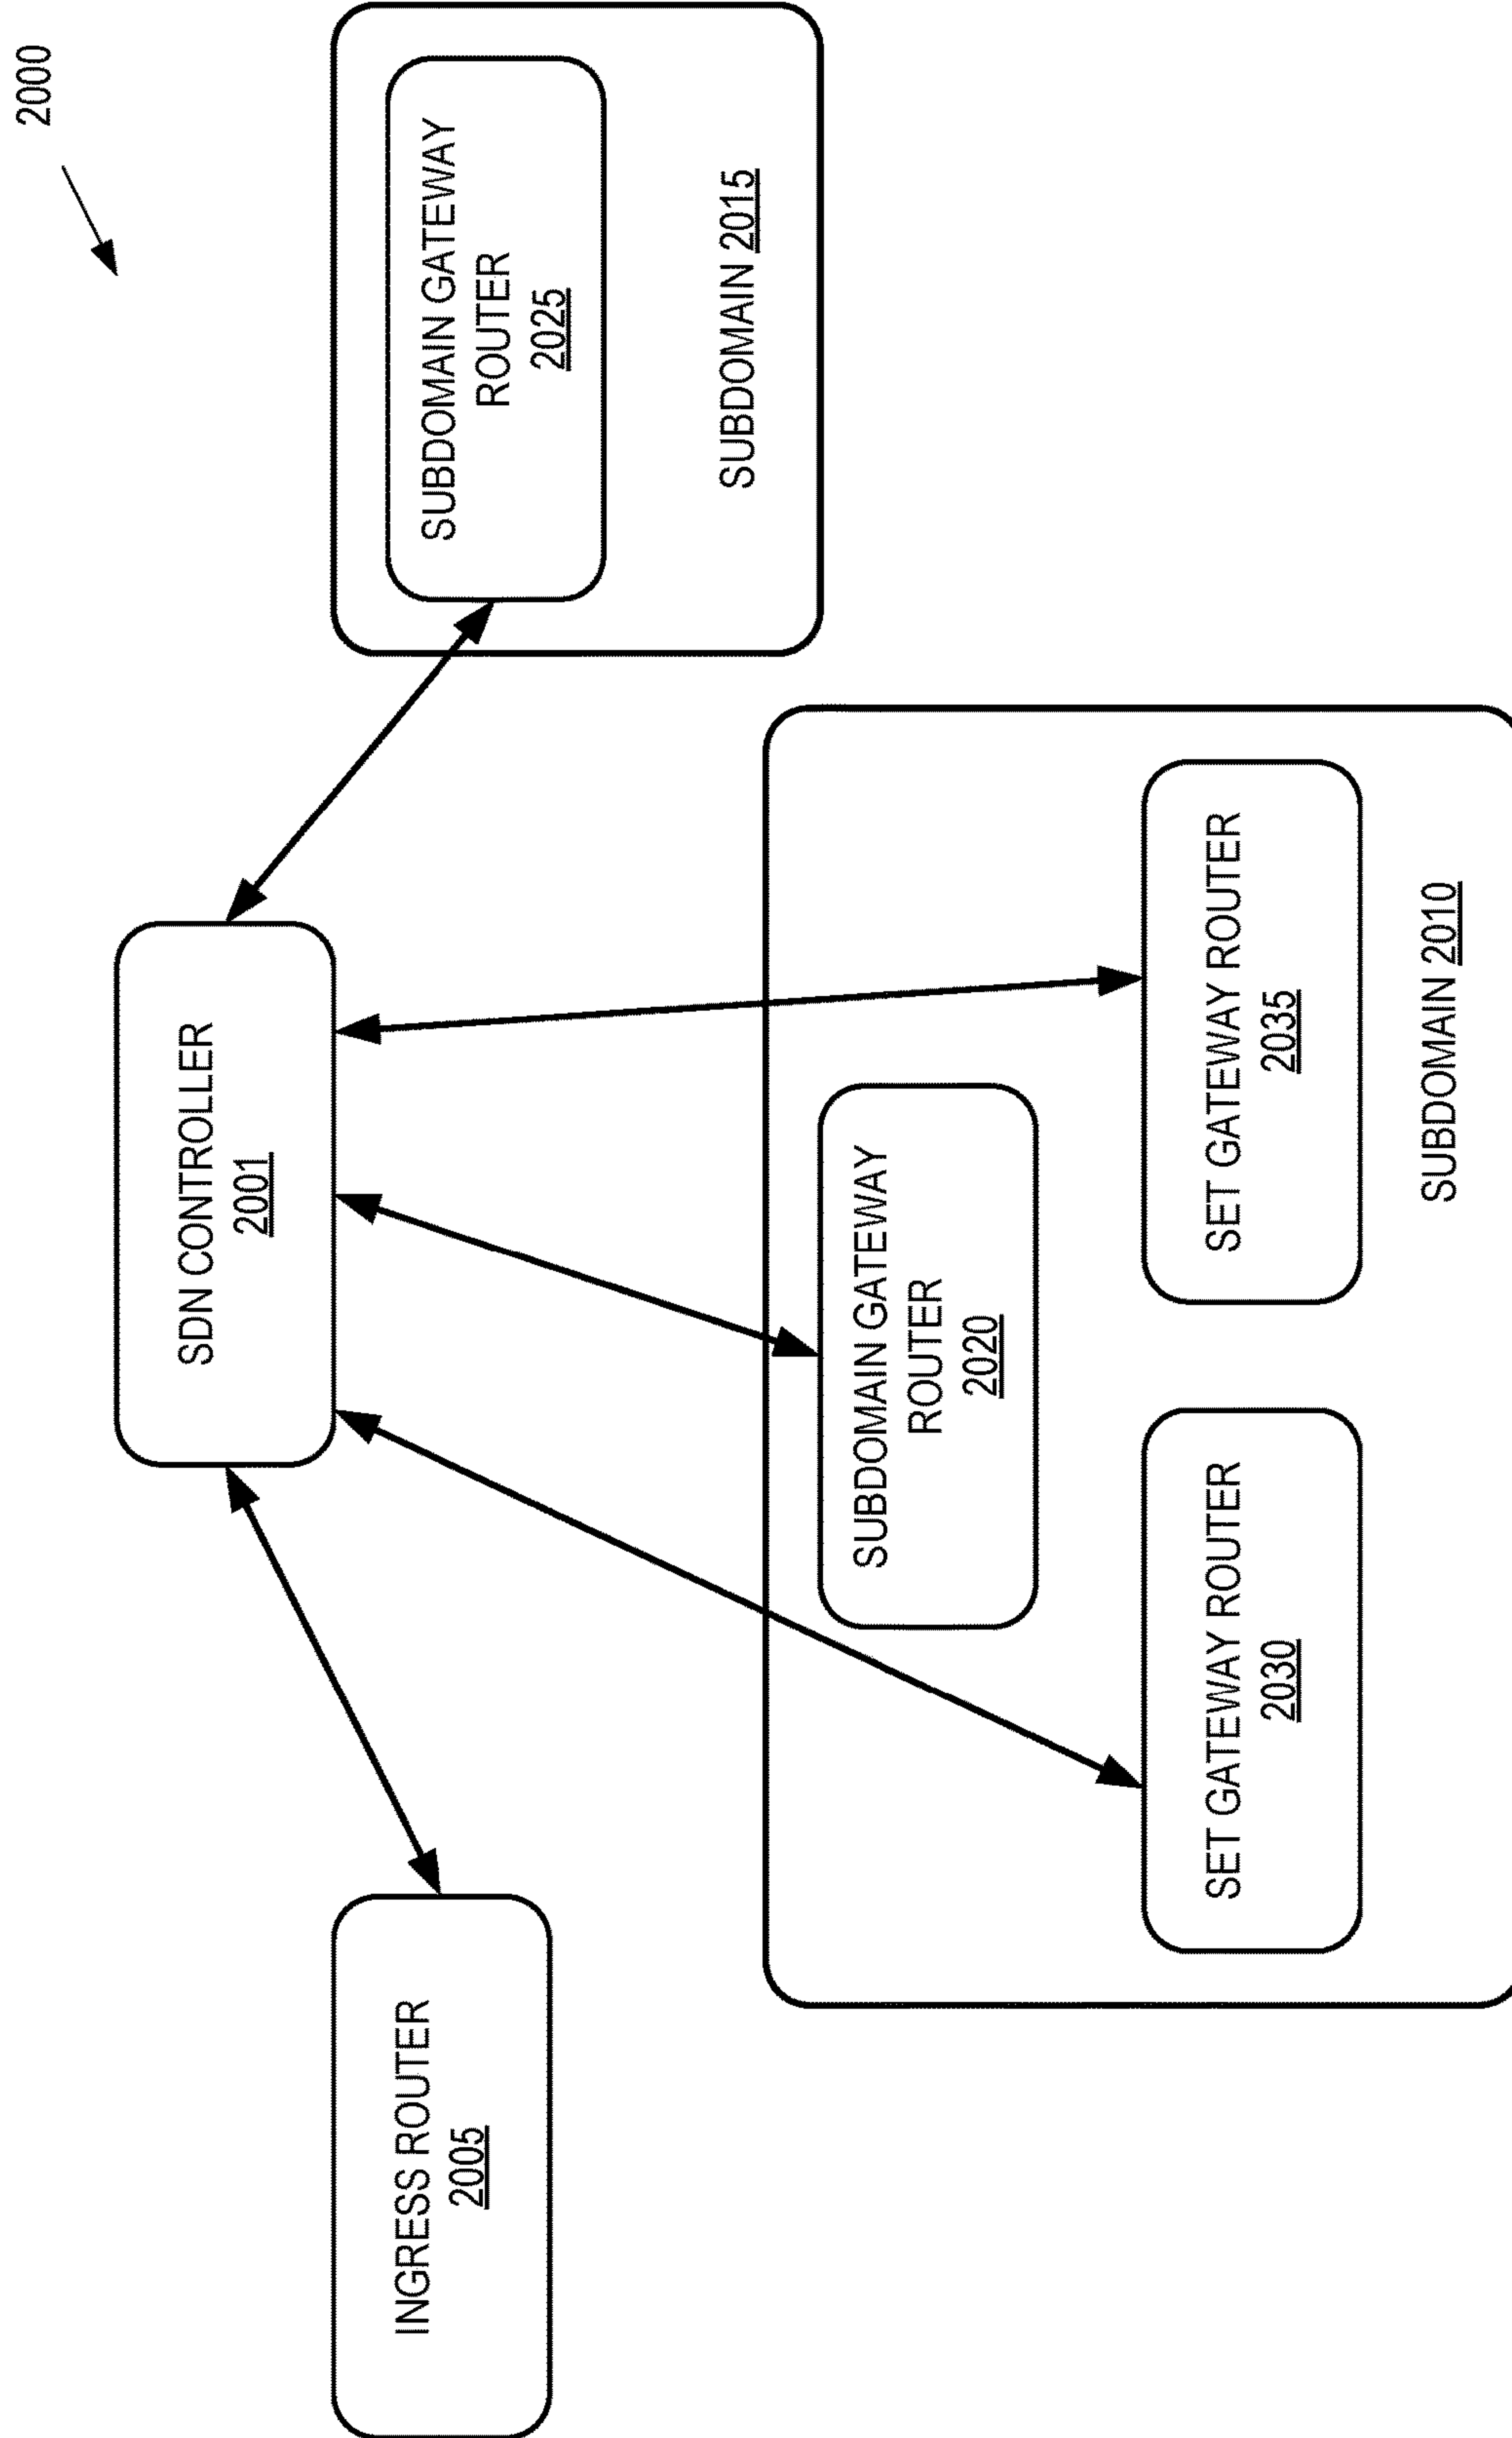 2000
SDN CONTROLLER
2001
INGRESS ROUTER
2005
SUBDOMAIN GATEWAY
ROUTER
2025
SUBDOMAIN 2015
SUBDOMAIN GATEWAY
ROUTER
2020
SET GATEWAY ROUTER
2030
SET GATEWAY ROUTER
2035
SUBDOMAIN 2010